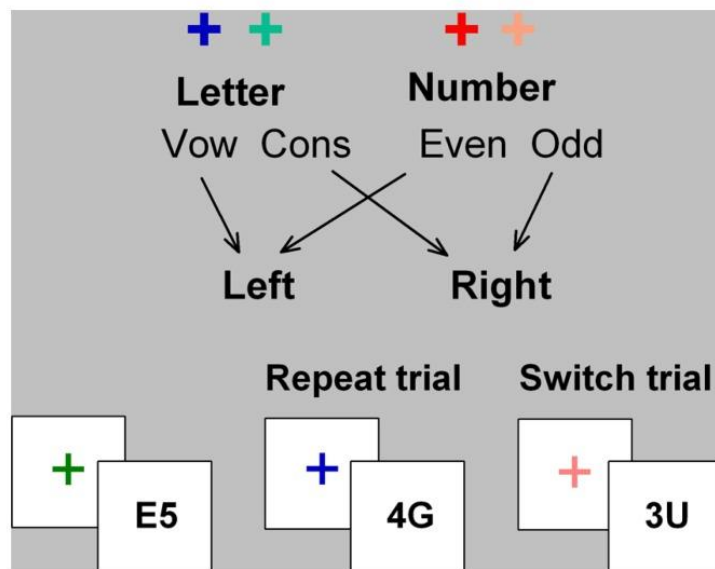 Letter Number
Vow Cons Even Odd
Left Right
Repeat trial Switch trial
E5 4G 3U